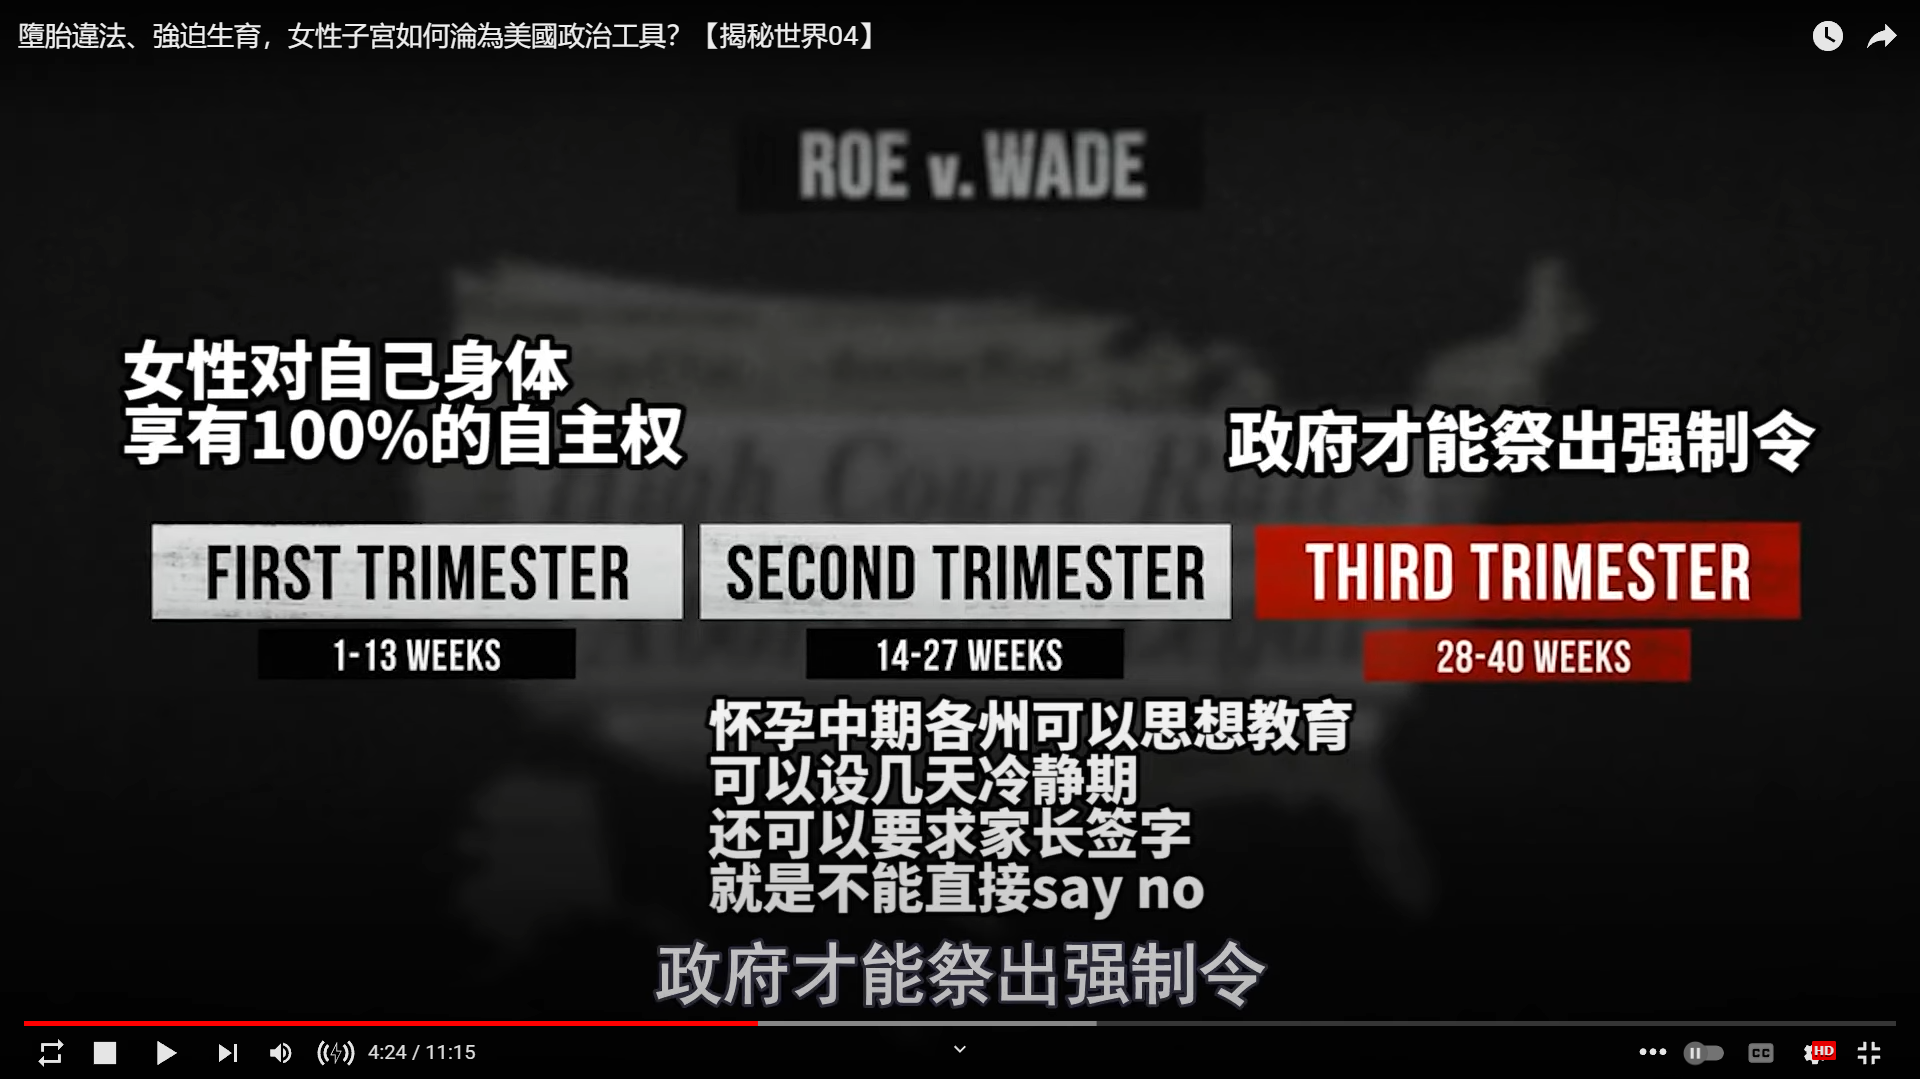 墮胎違法、強迫生育，女性子宮如何淪為美國政治工具？【揭秘世界04】
ROE v. WADE
女性对自己身体
享有100%的自主权
政府才能祭出强制令
FIRST TRIMESTER
SECOND TRIMESTER
THIRD TRIMESTER
1-13 WEEKS
14-27 WEEKS
28-40 WEEKS
怀孕中期各州可以思想教育
可以设几天冷静期
还可以要求家长签字
就是不能直接say no
政府才能祭出强制令
4:24 / 11:15
CC
HD